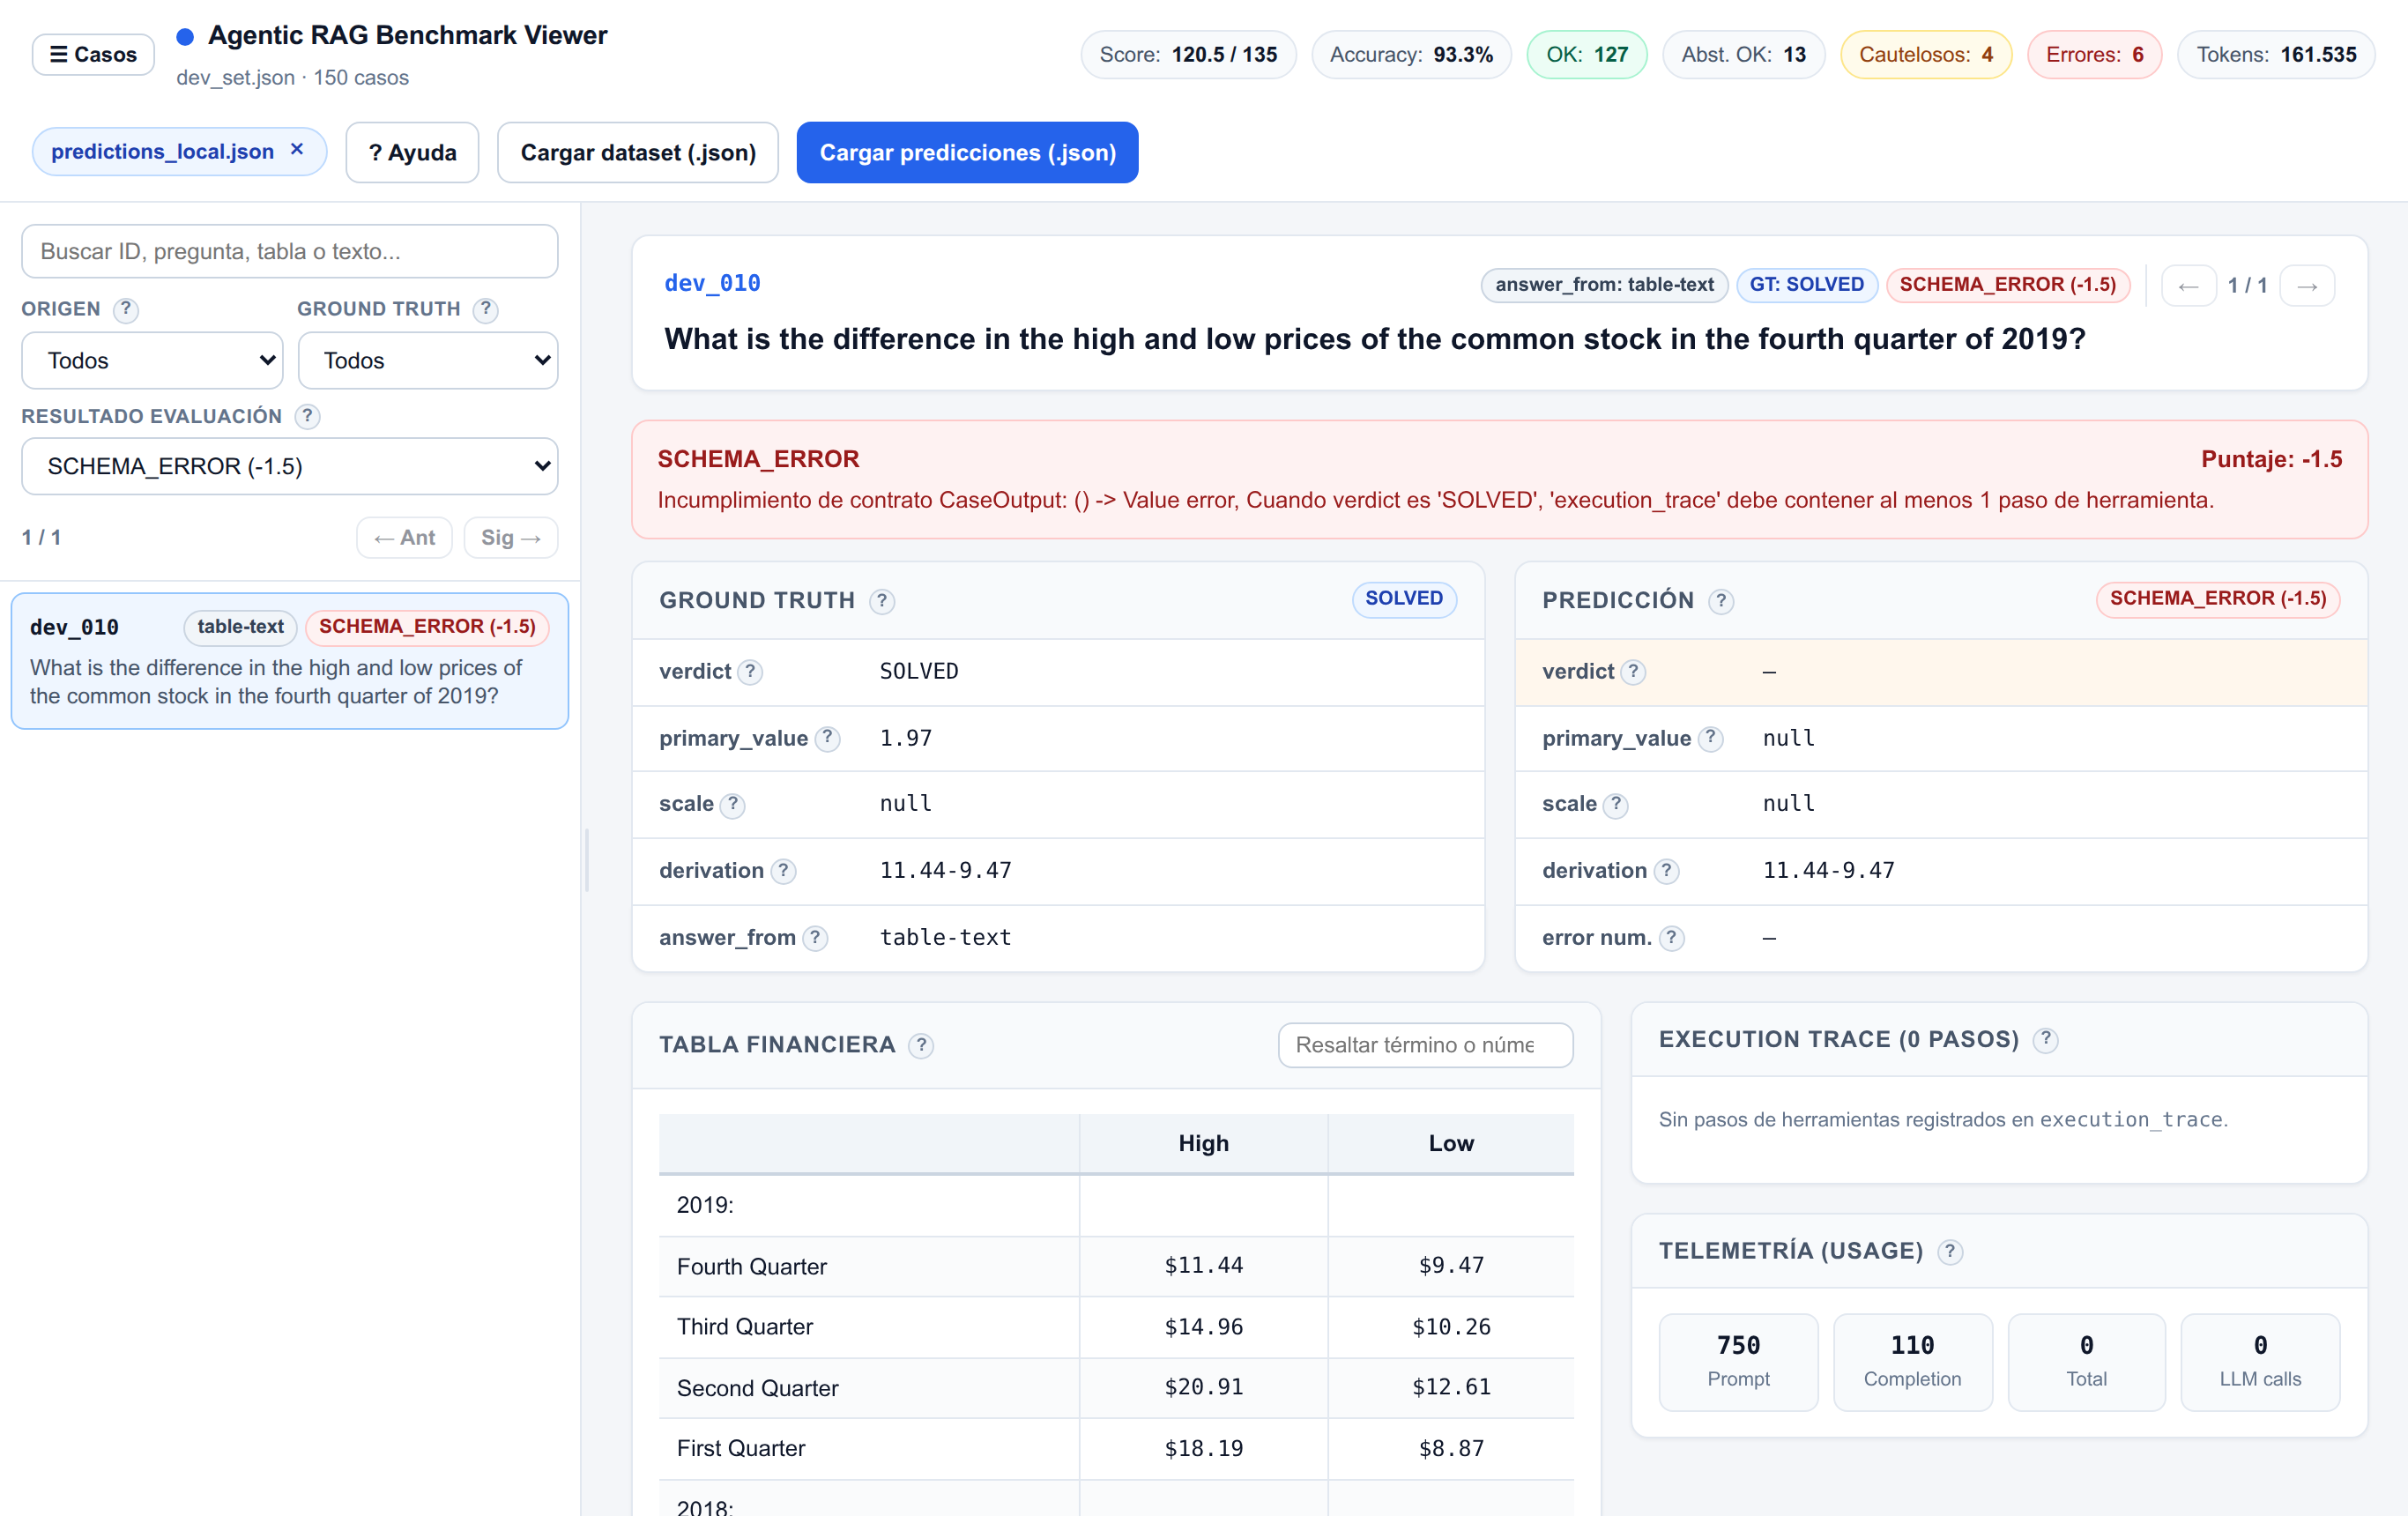 ☰ Casos
Agentic RAG Benchmark Viewer
dev_set.json · 150 casos
Score: 120.5 / 135
Accuracy: 93.3%
OK: 127
Abst. OK: 13
Cautelosos: 4
Errores: 6
Tokens: 161.535
predictions_local.json ×
? Ayuda
Cargar dataset (.json)
Cargar predicciones (.json)
Buscar ID, pregunta, tabla o texto...
ORIGEN ?
GROUND TRUTH ?
Todos
Todos
RESULTADO EVALUACIÓN ?
SCHEMA_ERROR (-1.5)
1 / 1
← Ant
Sig →
dev_010
table-text
SCHEMA_ERROR (-1.5)
What is the difference in the high and low prices of
the common stock in the fourth quarter of 2019?
dev_010
answer_from: table-text
GT: SOLVED
SCHEMA_ERROR (-1.5)
←
1 / 1
→
What is the difference in the high and low prices of the common stock in the fourth quarter of 2019?
SCHEMA_ERROR
Puntaje: -1.5
Incumplimiento de contrato CaseOutput: () -> Value error, Cuando verdict es 'SOLVED', 'execution_trace' debe contener al menos 1 paso de herramienta.
GROUND TRUTH ?
SOLVED
verdict ? SOLVED
primary_value ? 1.97
scale ? null
derivation ? 11.44-9.47
answer_from ? table-text
PREDICCIÓN ?
SCHEMA_ERROR (-1.5)
verdict ? —
primary_value ? null
scale ? null
derivation ? 11.44-9.47
error num. ? —
TABLA FINANCIERA ?
Resaltar término o núme
High Low
2019:
Fourth Quarter $11.44 $9.47
Third Quarter $14.96 $10.26
Second Quarter $20.91 $12.61
First Quarter $18.19 $8.87
2018:
EXECUTION TRACE (0 PASOS) ?
Sin pasos de herramientas registrados en execution_trace.
TELEMETRÍA (USAGE) ?
750
Prompt
110
Completion
0
Total
0
LLM calls